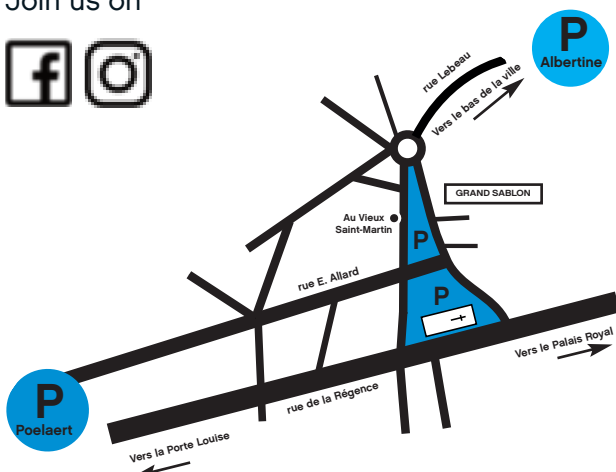 Join us on
P
Albertine
rue Lebeau
Vers le bas de la ville
GRAND SABLON
Au Vieux
Saint-Martin
P
rue E. Allard
P
Vers le Palais Royal
P
Poelaert
rue de la Régence
Vers la Porte Louise